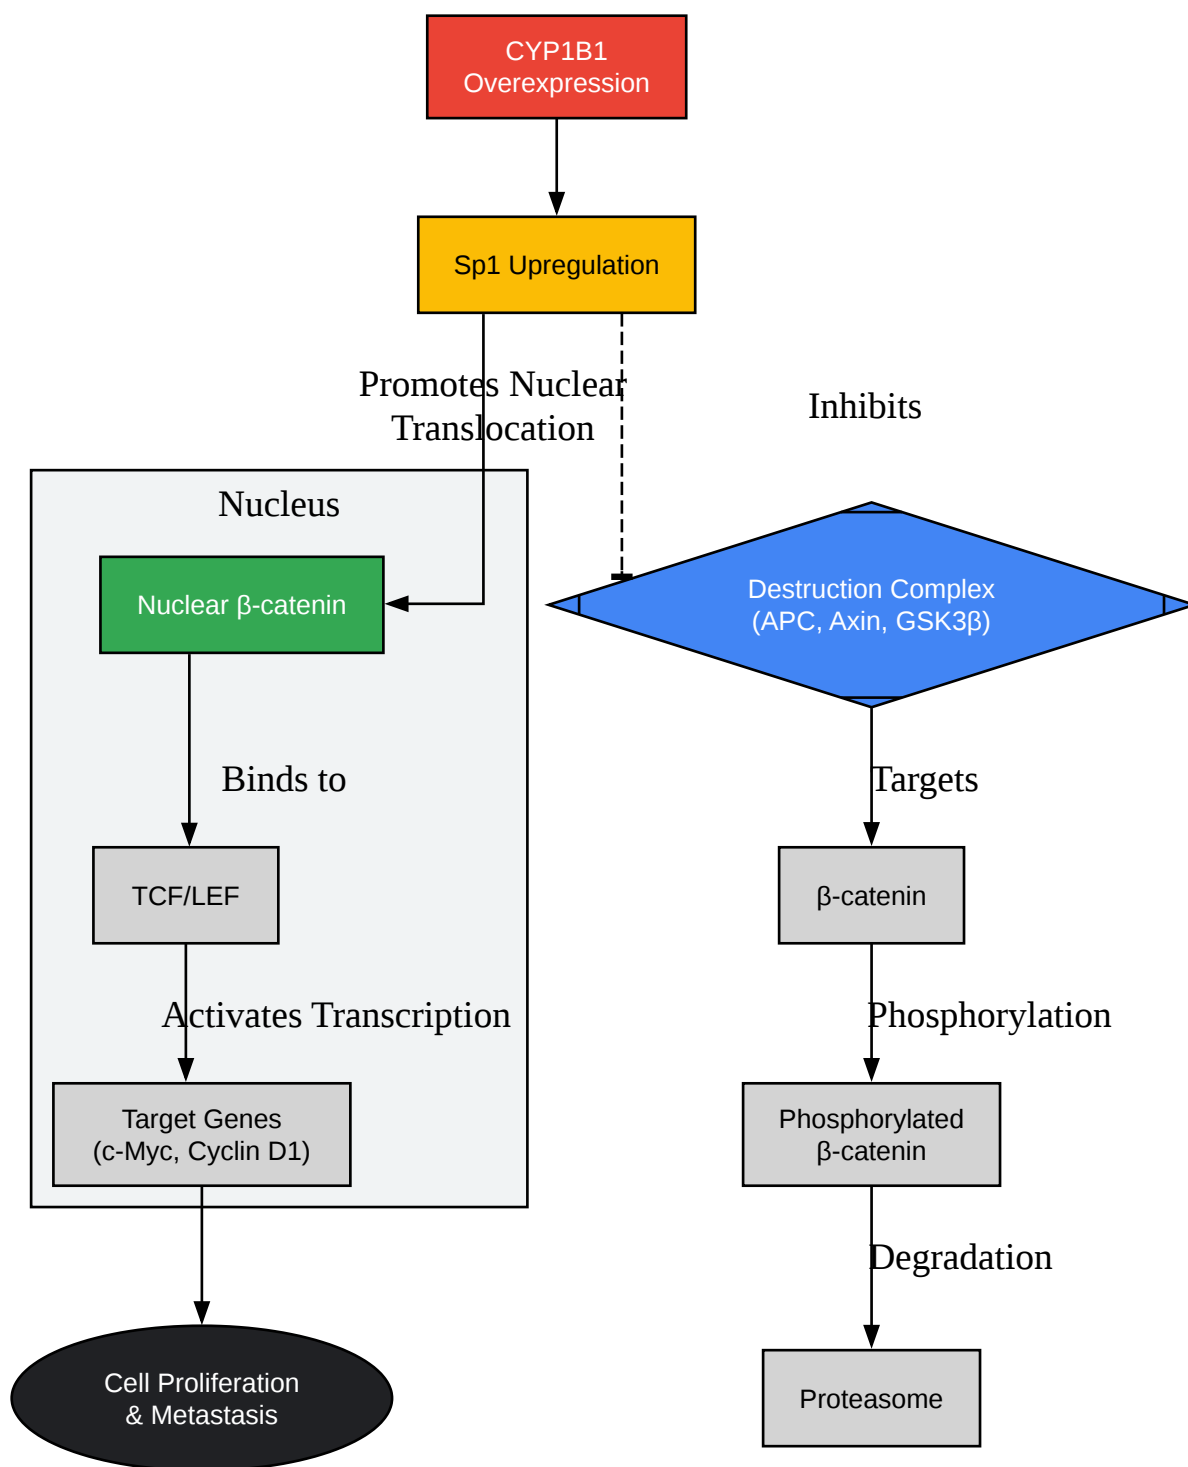 CYP1B1
Overexpression
Sp1 Upregulation
Promotes Nuclear
Translocation
Inhibits
Nucleus
Nuclear β-catenin
Destruction Complex
(APC, Axin, GSK3β)
Binds to
Targets
TCF/LEF
β-catenin
Activates Transcription
Phosphorylation
Target Genes
(c-Myc, Cyclin D1)
Phosphorylated
β-catenin
Degradation
Cell Proliferation
& Metastasis
Proteasome